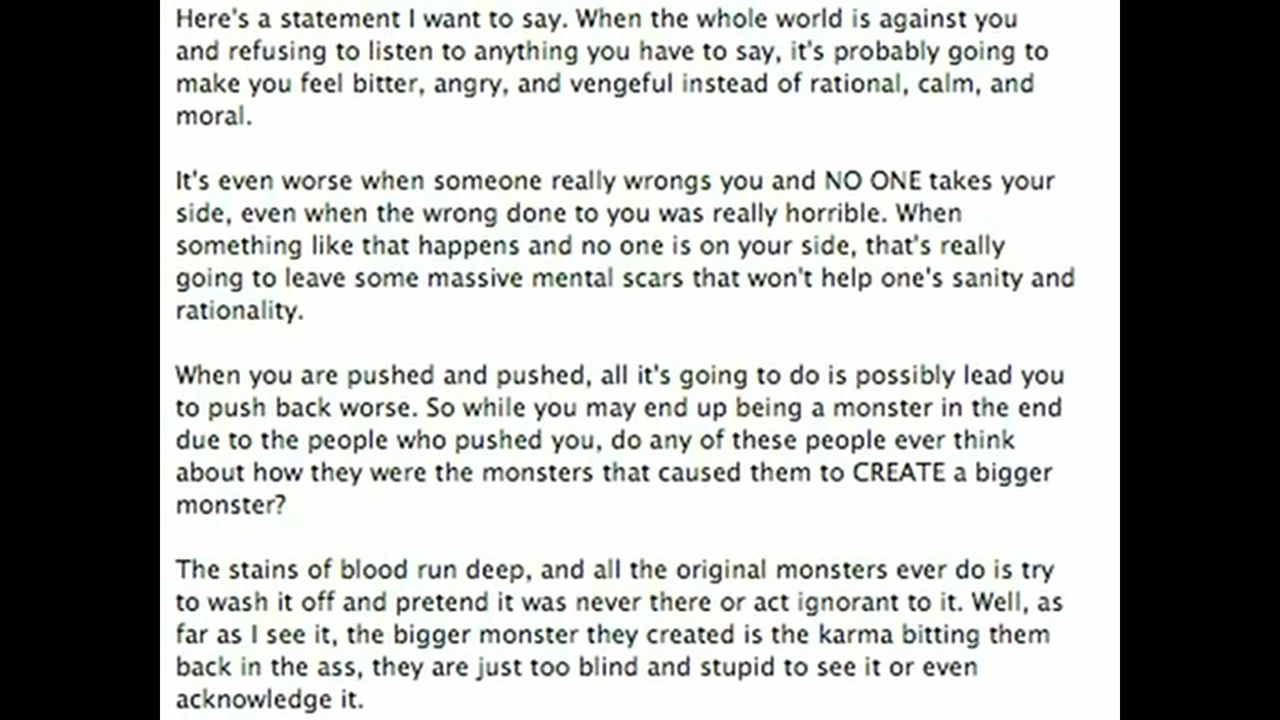 Here's a statement I want to say. When the whole world is against you
and refusing to listen to anything you have to say, it's probably going to
make you feel bitter, angry, and vengeful instead of rational, calm, and
moral.
It's even worse when someone really wrongs you and NO ONE takes your
side, even when the wrong done to you was really horrible. When
something like that happens and no one is on your side, that's really
going to leave some massive mental scars that won't help one's sanity and
rationality.
When you are pushed and pushed, all it's going to do is possibly lead you
to push back worse. So while you may end up being a monster in the end
due to the people who pushed you, do any of these people ever think
about how they were the monsters that caused them to CREATE a bigger
monster?
The stains of blood run deep, and all the original monsters ever do is try
to wash it off and pretend it was never there or act ignorant to it. Well, as
far as I see it, the bigger monster they created is the karma bitting them
back in the ass, they are just too blind and stupid to see it or even
acknowledge it.